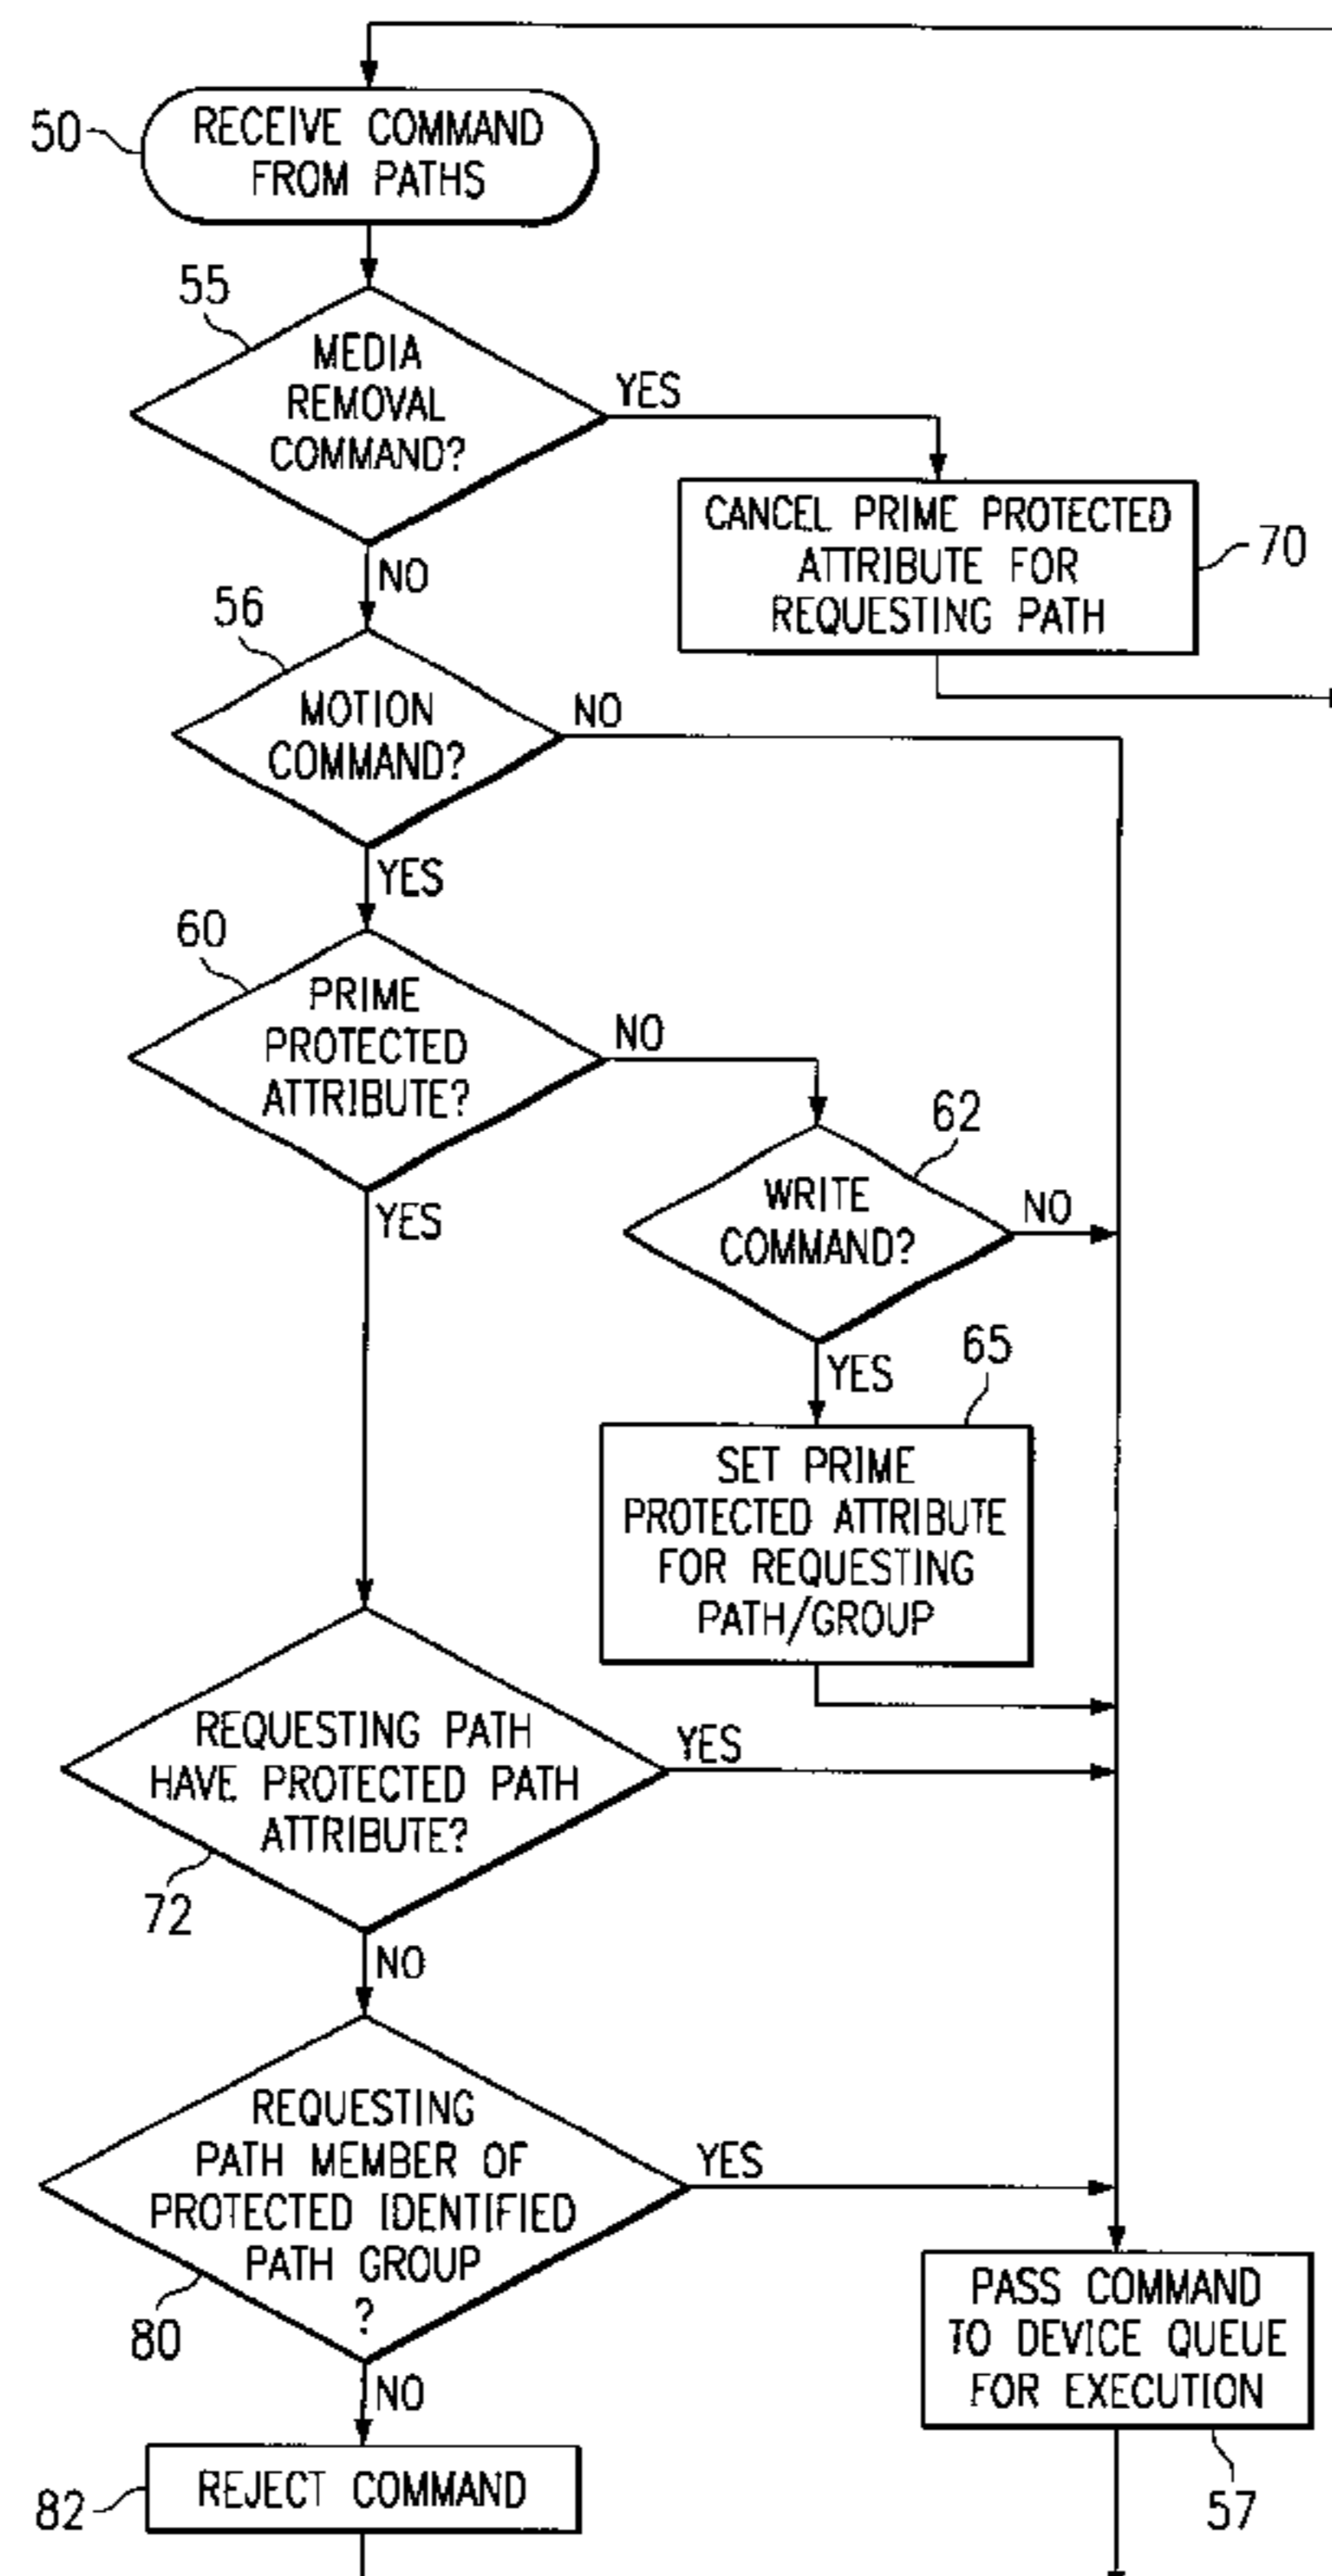 50
RECEIVE COMMAND
FROM PATHS
55
MEDIA
REMOVAL
COMMAND?
YES
NO
CANCEL PRIME PROTECTED
ATTRIBUTE FOR
REQUESTING PATH
70
56
MOTION
COMMAND?
NO
YES
60
PRIME
PROTECTED
ATTRIBUTE?
NO
YES
62
WRITE
COMMAND?
NO
YES
65
SET PRIME
PROTECTED ATTRIBUTE
FOR REQUESTING
PATH/GROUP
REQUESTING PATH
HAVE PROTECTED PATH
ATTRIBUTE?
YES
72
NO
REQUESTING
PATH MEMBER OF
PROTECTED IDENTIFIED
PATH GROUP
?
YES
80
NO
PASS COMMAND
TO DEVICE QUEUE
FOR EXECUTION
57
82
REJECT COMMAND